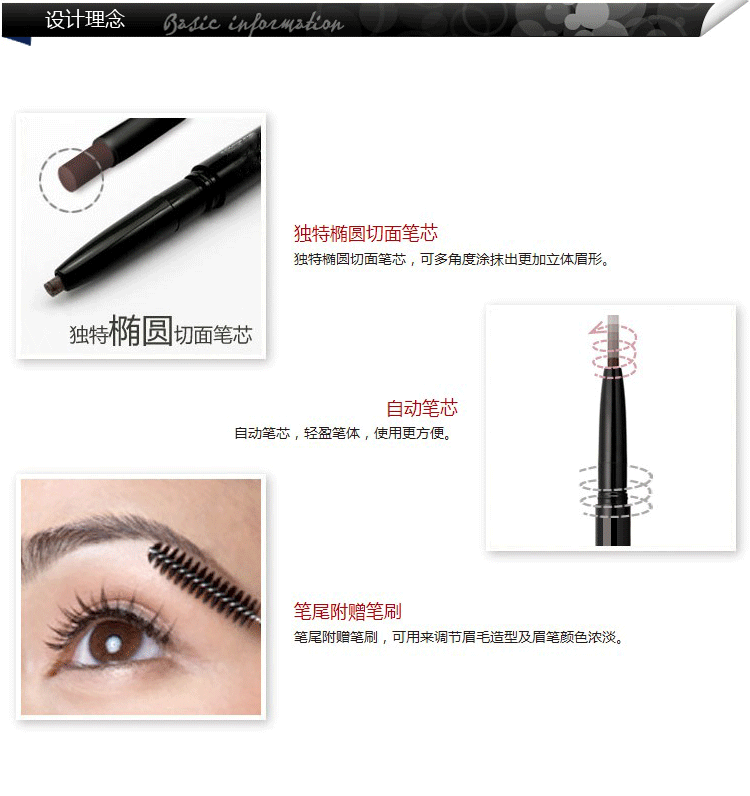 设计理念 Basic information
独特椭圆切面笔芯
独特椭圆切面笔芯，可多角度涂抹出更加立体眉形。
独特椭圆切面笔芯
自动笔芯
自动笔芯，轻盈笔体，使用更方便。
笔尾附赠笔刷
笔尾附赠笔刷，可用来调节眉毛造型及眉笔颜色浓淡。